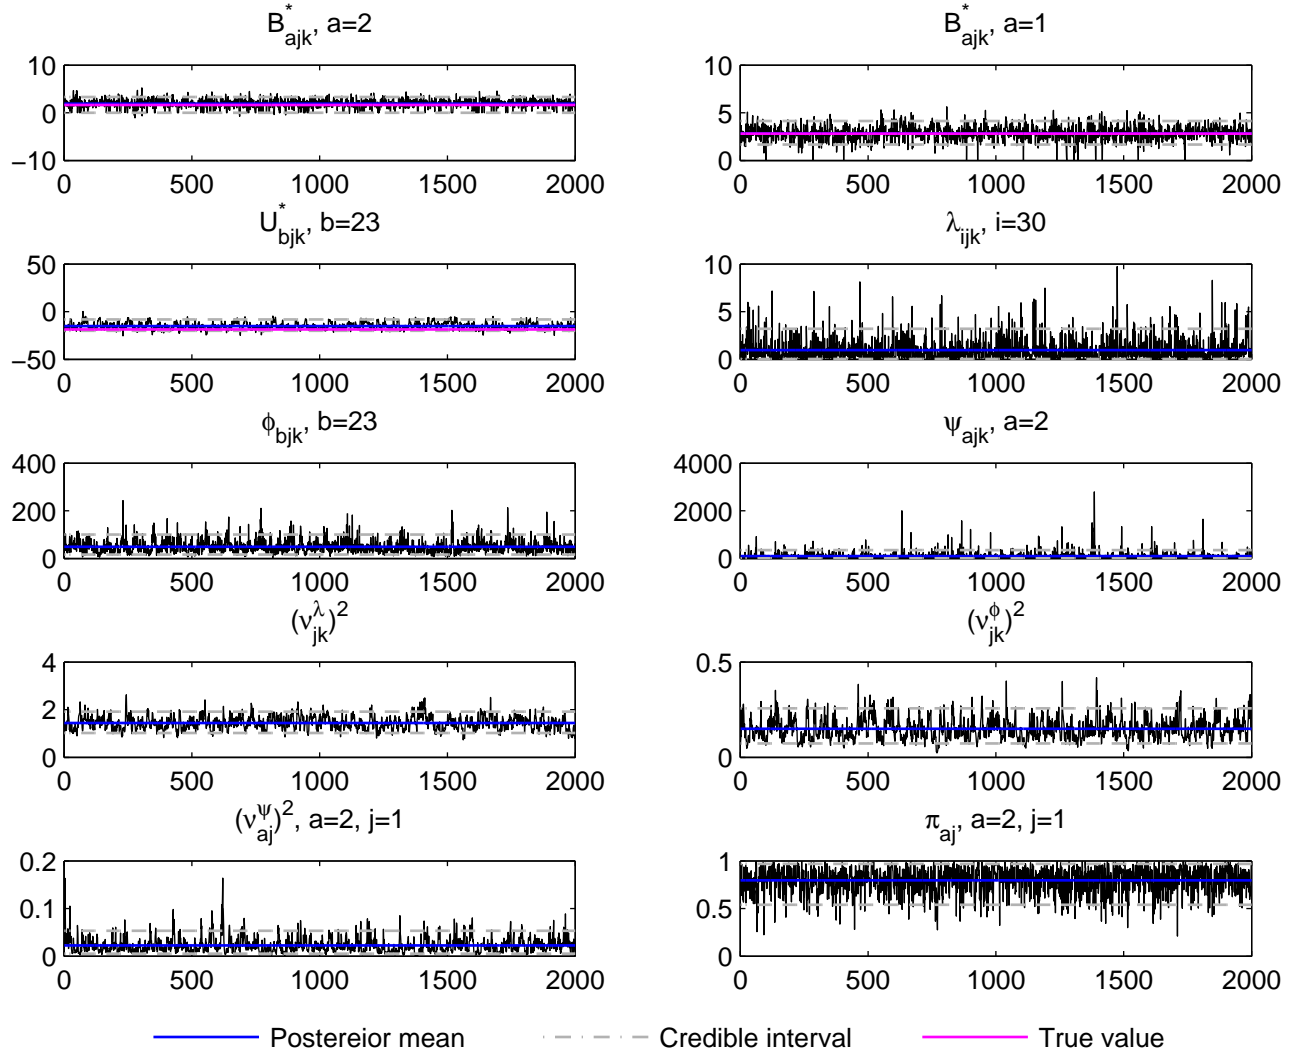 B*ajk, a=2
B*ajk, a=1
10
0
−10
0 500 1000 1500 2000
10
5
0
0 500 1000 1500 2000
U*bjk, b=23
λijk, i=30
50
0
−50
0 500 1000 1500 2000
10
5
0
0 500 1000 1500 2000
φbjk, b=23
ψajk, a=2
400
200
0
0 500 1000 1500 2000
4000
2000
0
0 500 1000 1500 2000
(νλjk)2
(νφjk)2
4
2
0
0 500 1000 1500 2000
0.5
0
0 500 1000 1500 2000
(νψaj)2, a=2, j=1
πaj, a=2, j=1
0.2
0.1
0
0 500 1000 1500 2000
1
0.5
0
0 500 1000 1500 2000
Postereior mean Credible interval True value